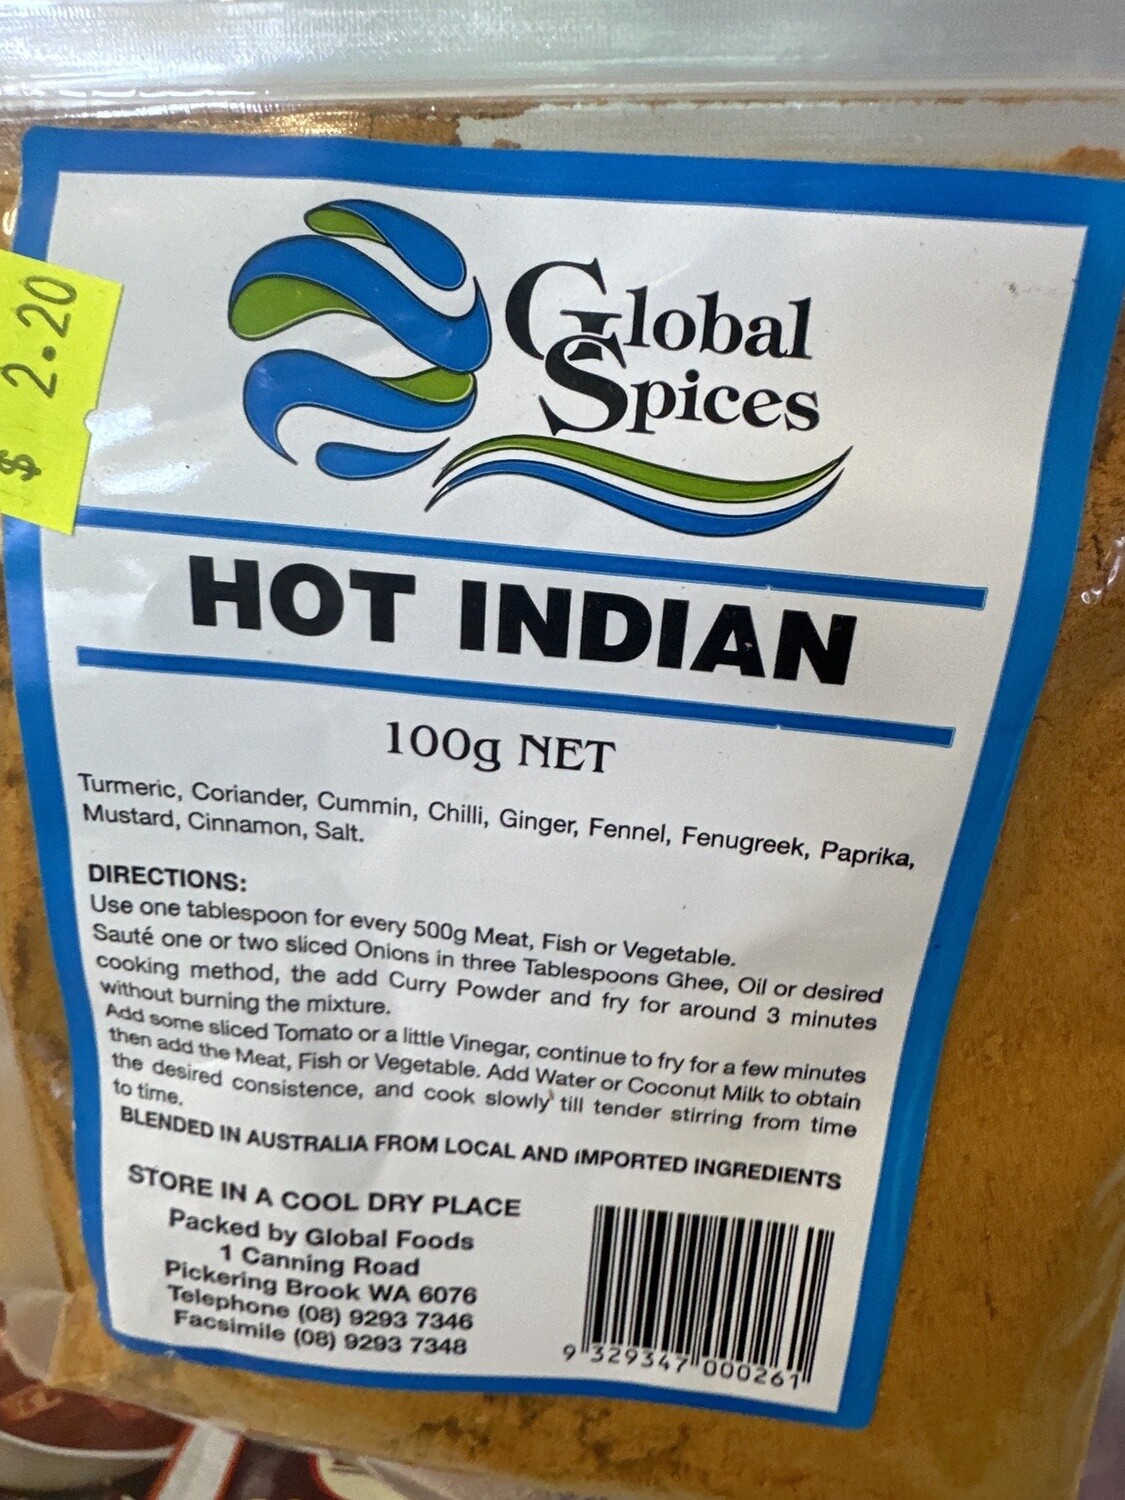 $ 2.20
Global
Spices
HOT INDIAN
100g NET
Turmeric, Coriander, Cummin, Chilli, Ginger, Fennel, Fenugreek, Paprika,
Mustard, Cinnamon, Salt.
DIRECTIONS:
Use one tablespoon for every 500g Meat, Fish or Vegetable.
Sauté one or two sliced Onions in three Tablespoons Ghee, Oil or desired
cooking method, the add Curry Powder and fry for around 3 minutes
without burning the mixture.
Add some sliced Tomato or a little Vinegar, continue to fry for a few minutes
then add the Meat, Fish or Vegetable. Add Water or Coconut Milk to obtain
the desired consistence, and cook slowly till tender stirring from time
to time.
BLENDED IN AUSTRALIA FROM LOCAL AND IMPORTED INGREDIENTS
STORE IN A COOL DRY PLACE
Packed by Global Foods
1 Canning Road
Pickering Brook WA 6076
Telephone (08) 9293 7346
Facsimile (08) 9293 7348
9 329347 000261